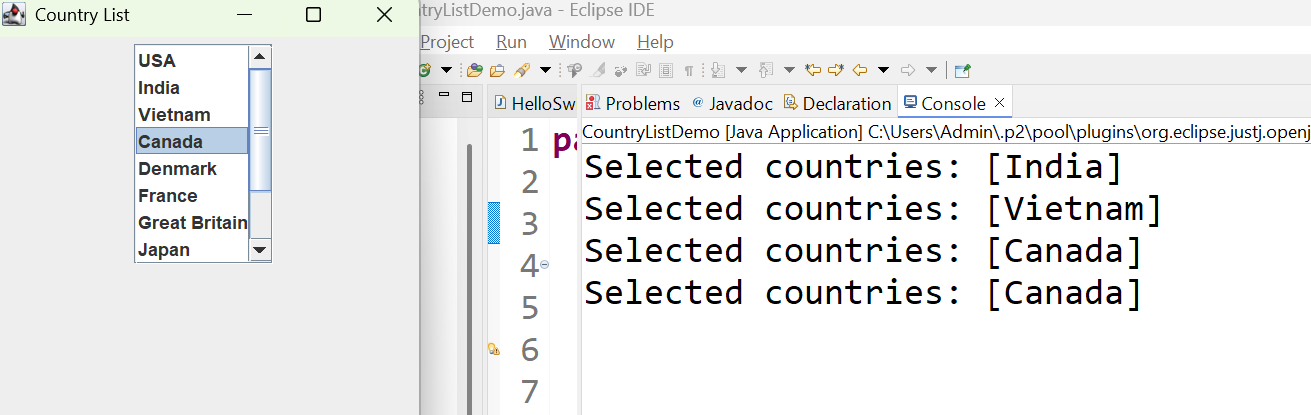 Country List
USA
India
Vietnam
Canada
Denmark
France
Great Britain
Japan
tryListDemo.java - Eclipse IDE
Project Run Window Help
HelloSw
Problems @ Javadoc Declaration Console
CountryListDemo [Java Application] C:\Users\Admin\.p2\pool\plugins\org.eclipse.justj.openj
1 pa
2
3
4
5
6
7
Selected countries: [India]
Selected countries: [Vietnam]
Selected countries: [Canada]
Selected countries: [Canada]